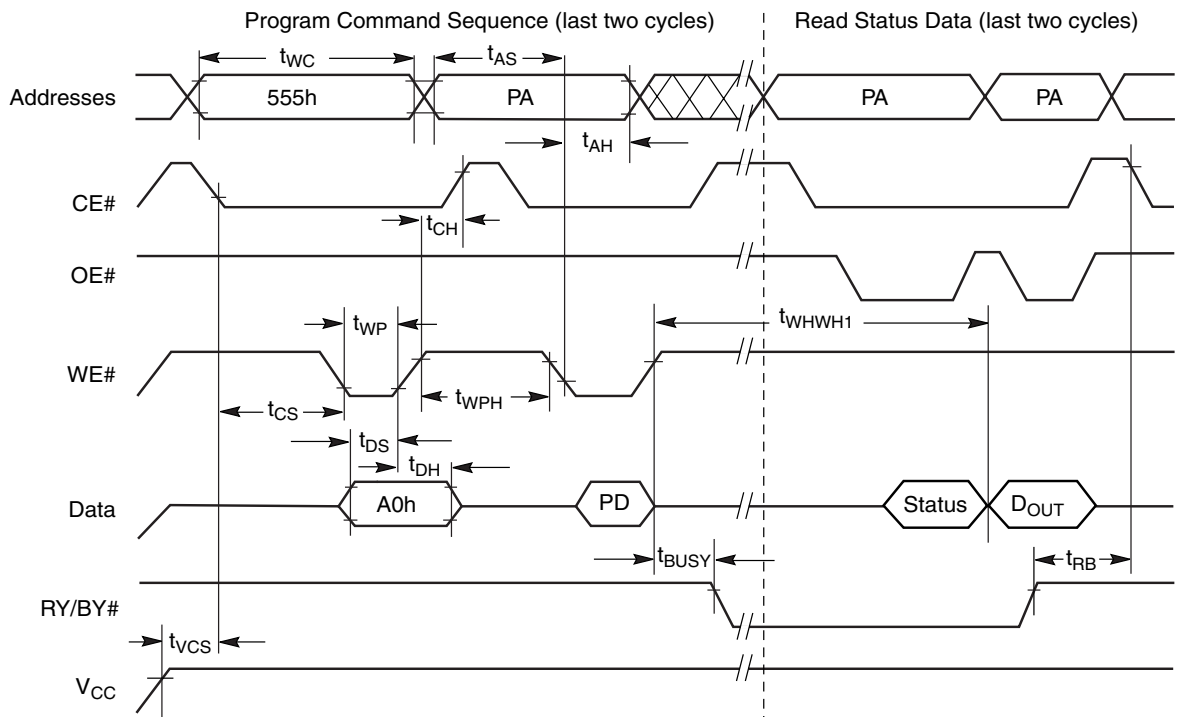 Program Command Sequence (last two cycles)
Read Status Data (last two cycles)
tWC
tAS
Addresses
555h
PA
PA
PA
tAH
CE#
tCH
OE#
tWP
tWHWH1
WE#
tWPH
tCS
tDS
tDH
Data
A0h
PD
Status
DOUT
tBUSY
tRB
RY/BY#
tVCS
VCC